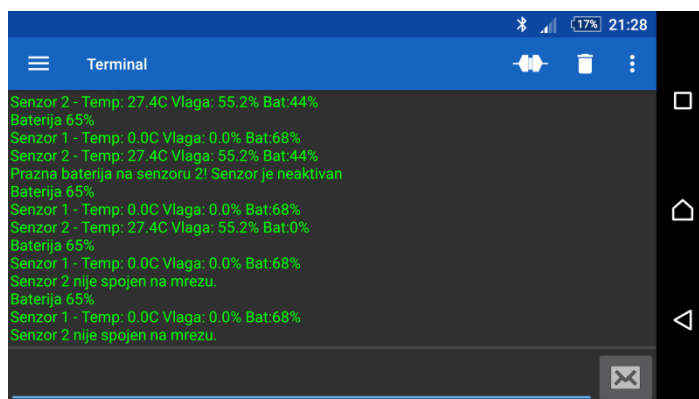 17% 21:28
Terminal
Senzor 2 - Temp: 27.4C Vlaga: 55.2% Bat:44%
Baterija 65%
Senzor 1 - Temp: 0.0C Vlaga: 0.0% Bat:68%
Senzor 2 - Temp: 27.4C Vlaga: 55.2% Bat:44%
Prazna baterija na senzoru 2! Senzor je neaktivan
Baterija 65%
Senzor 1 - Temp: 0.0C Vlaga: 0.0% Bat:68%
Senzor 2 - Temp: 27.4C Vlaga: 55.2% Bat:0%
Baterija 65%
Senzor 1 - Temp: 0.0C Vlaga: 0.0% Bat:68%
Senzor 2 nije spojen na mrezu.
Baterija 65%
Senzor 1 - Temp: 0.0C Vlaga: 0.0% Bat:68%
Senzor 2 nije spojen na mrezu.